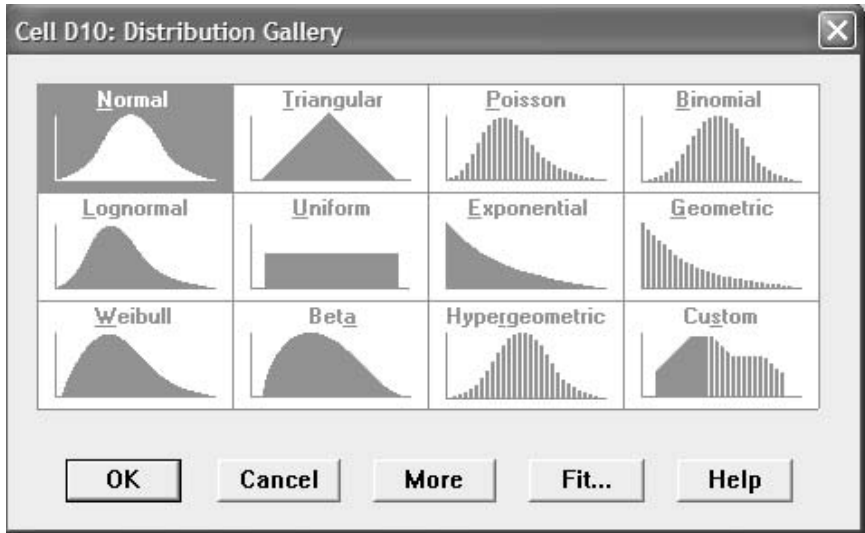 Cell D10: Distribution Gallery
Normal
Triangular
Poisson
Binomial
Lognormal
Uniform
Exponential
Geometric
Weibull
Beta
Hypergeometric
Custom
OK
Cancel
More
Fit...
Help